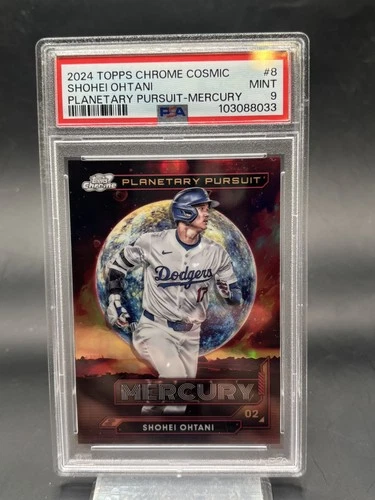 2024 TOPPS CHROME COSMIC #8
SHOHEI OHTANI MINT
PLANETARY PURSUIT-MERCURY 9
PSA 103088033
Topps Chrome
PLANETARY PURSUIT
Dodgers
17
MERCURY
02
SHOHEI OHTANI